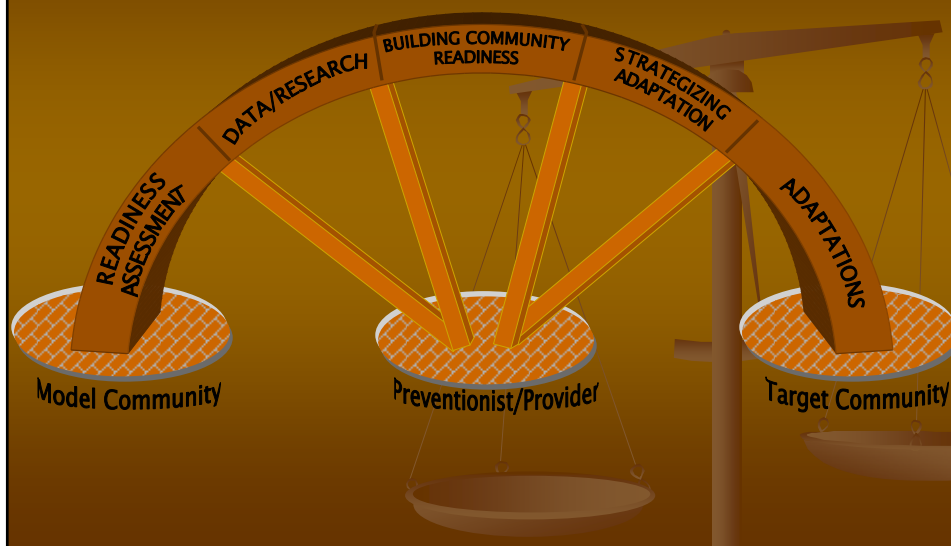 READINESS
ASSESSMENT
DATA/RESEARCH
BUILDING COMMUNITY
READINESS
STRATEGIZING
ADAPTATION
ADAPTATIONS
Model Community
Preventionist/Provider
Target Community